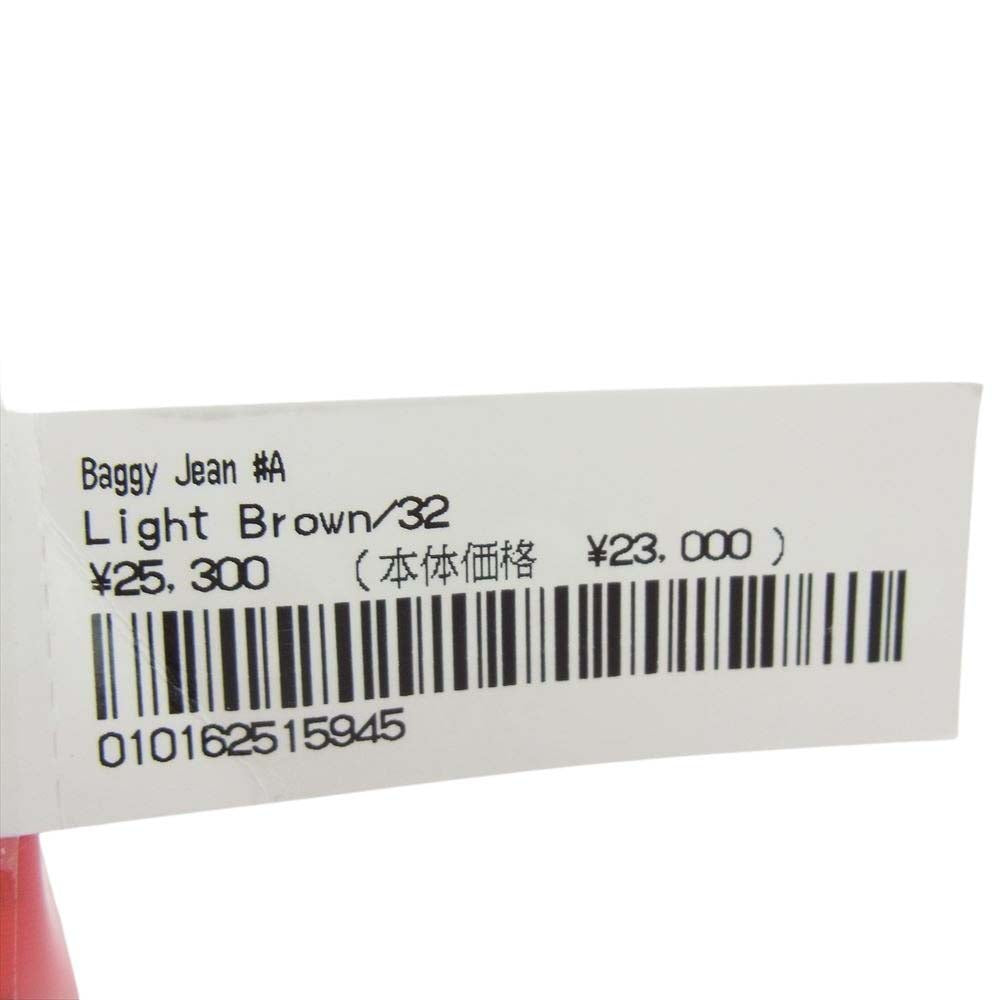 Baggy Jean #A
Light Brown/32
¥25,300 (本体価格 ¥23,000)
010162515945